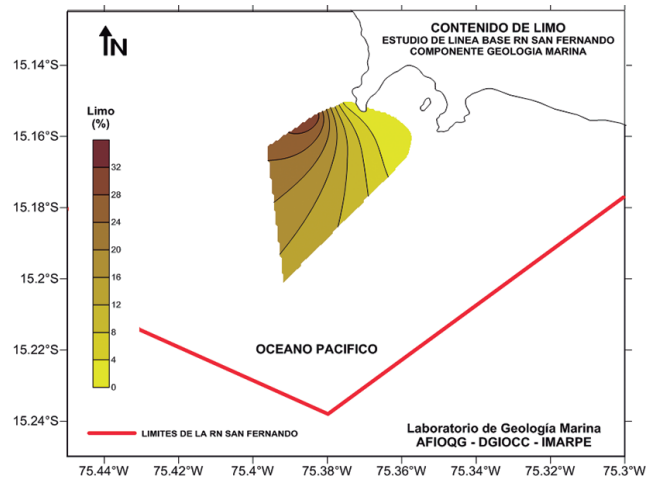 CONTENIDO DE LIMO
ESTUDIO DE LINEA BASE RN SAN FERNANDO
COMPONENTE GEOLOGIA MARINA
N
15.14°S
15.16°S
15.18°S
15.2°S
15.22°S
15.24°S
Limo
(%)
32
28
24
20
16
12
8
4
0
OCEANO PACIFICO
LIMITES DE LA RN SAN FERNANDO
Laboratorio de Geología Marina
AFIOQG - DGIOCC - IMARPE
75.44°W 75.42°W 75.4°W 75.38°W 75.36°W 75.34°W 75.32°W 75.3°W